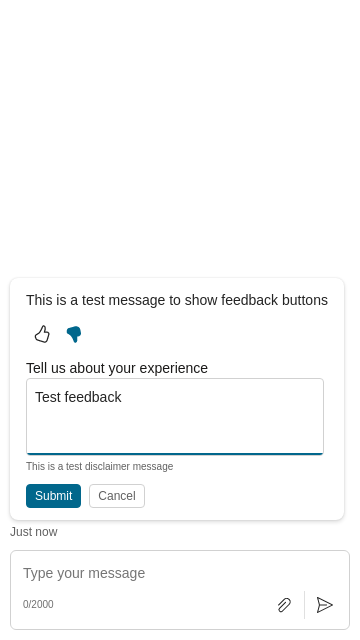 This is a test message to show feedback buttons
Tell us about your experience
Test feedback
This is a test disclaimer message
Submit Cancel
Just now
Type your message
0/2000